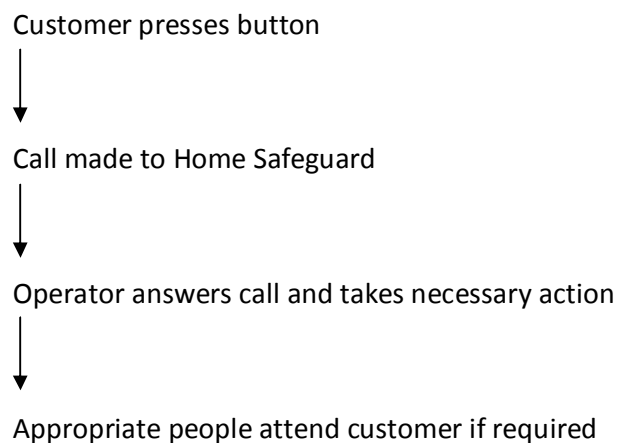 Customer presses button
Call made to Home Safeguard
Operator answers call and takes necessary action
Appropriate people attend customer if required